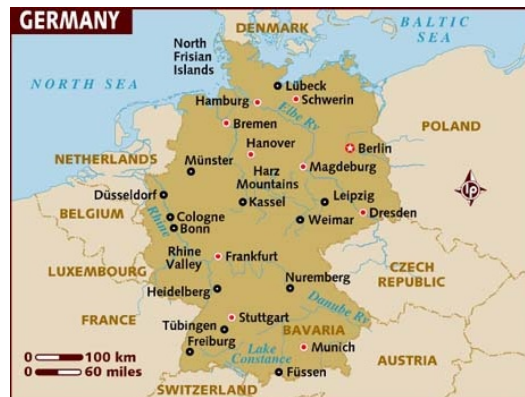 GERMANY
DENMARK
BALTIC
SEA
North
Frisian
Islands
NORTH SEA
Lübeck
Hamburg
Schwerin
Elbe Rv
Bremen
Hanover
Berlin
POLAND
NETHERLANDS
Münster
Harz
Mountains
Magdeburg
Düsseldorf
Kassel
Leipzig
BELGIUM
Cologne
Weimar
Dresden
Bonn
Rhine
Rhine
Valley
Frankfurt
LUXEMBOURG
CZECH
REPUBLIC
Heidelberg
Nuremberg
Danube Rv
FRANCE
Stuttgart
Tübingen
BAVARIA
Freiburg
Lake
Constance
Munich
AUSTRIA
Füssen
SWITZERLAND
0 100 km
0 60 miles